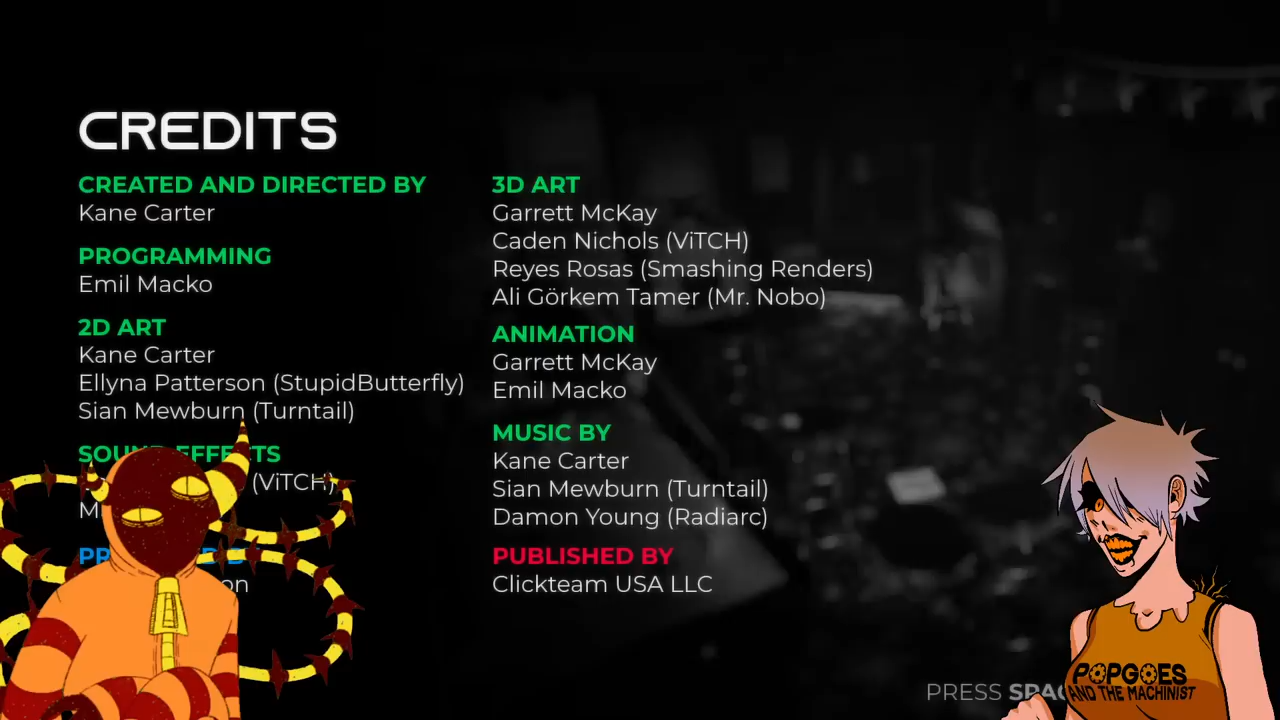 CREDITS
CREATED AND DIRECTED BY
Kane Carter
PROGRAMMING
Emil Macko
2D ART
Kane Carter
Ellyna Patterson (StupidButterfly)
Sian Mewburn (Turntail)
SOUND EFFECTS
(ViTCH)
3D ART
Garrett McKay
Caden Nichols (ViTCH)
Reyes Rosas (Smashing Renders)
Ali Görkem Tamer (Mr. Nobo)
ANIMATION
Garrett McKay
Emil Macko
MUSIC BY
Kane Carter
Sian Mewburn (Turntail)
Damon Young (Radiarc)
PUBLISHED BY
Clickteam USA LLC
PRESS
POPGOES
AND THE MACHINIST